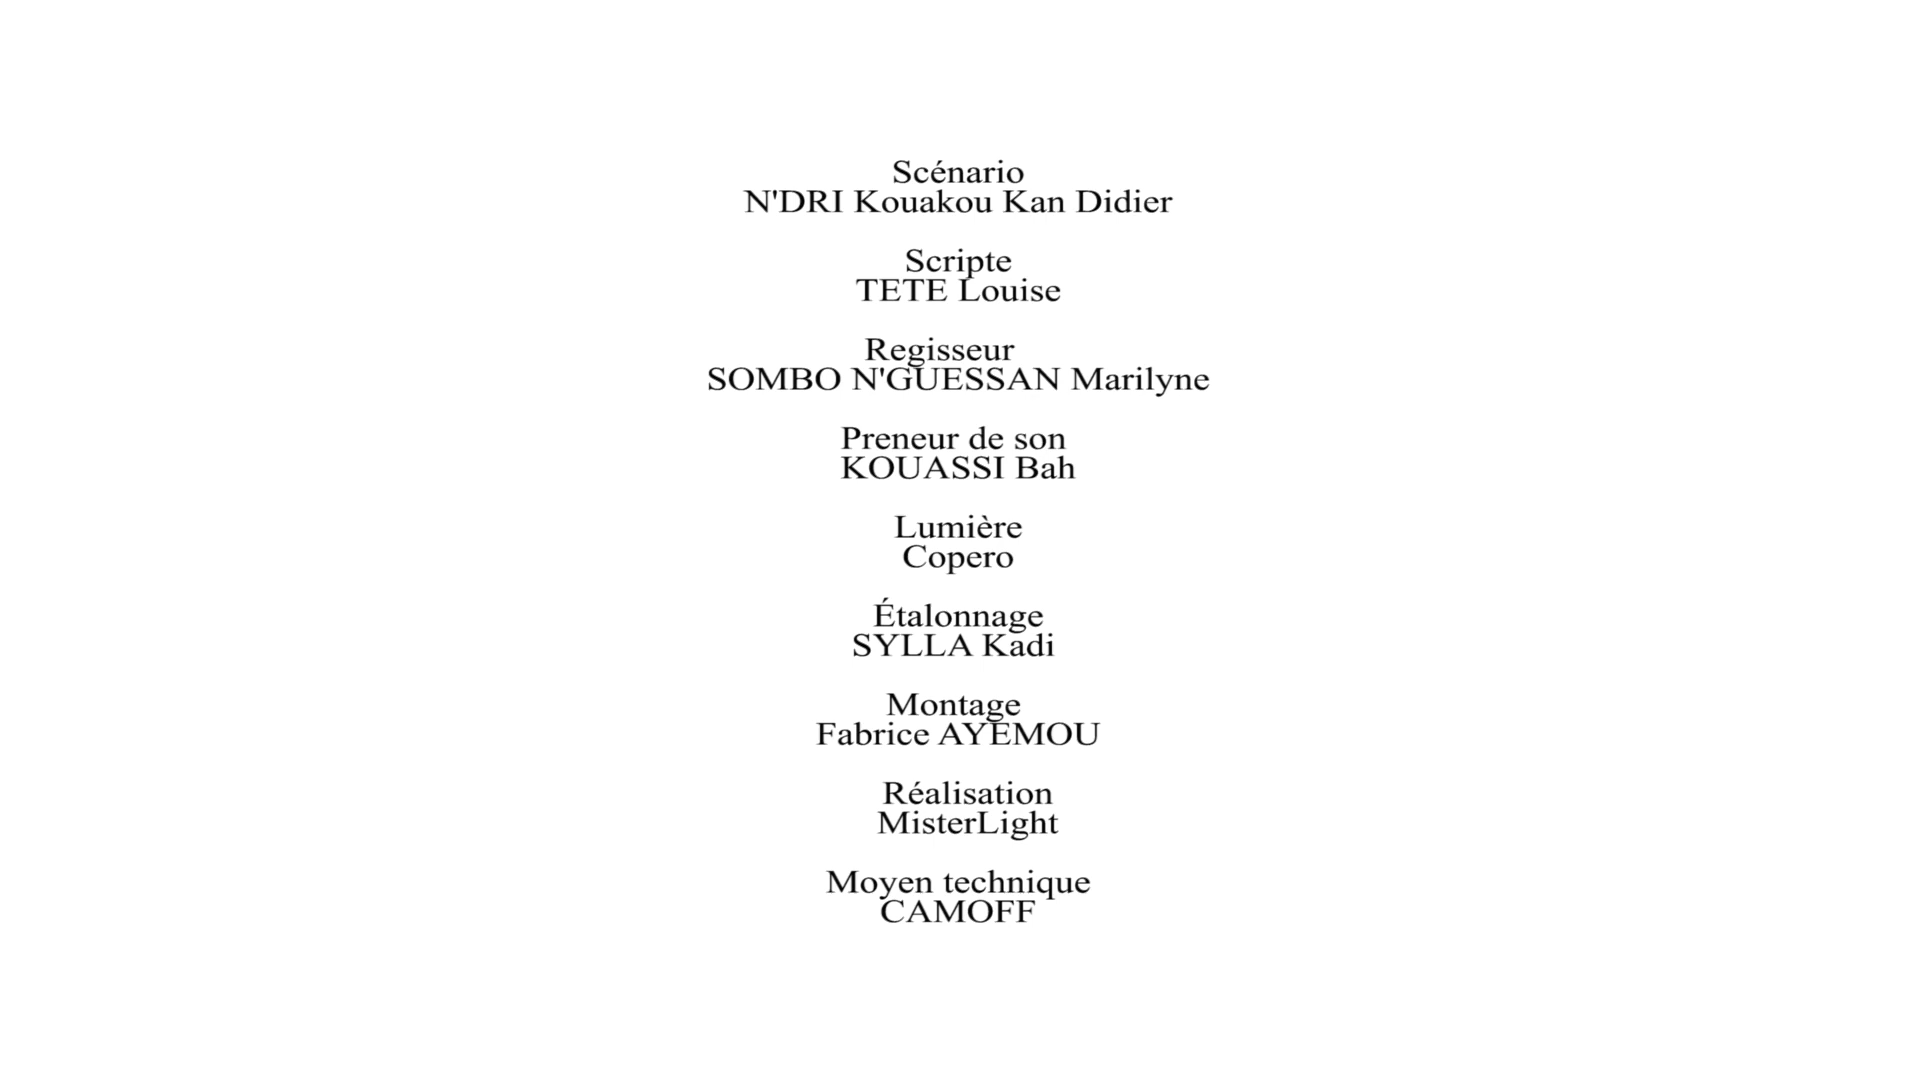 Scénario
N'DRI Kouakou Kan Didier
Scripte
TETE Louise
Regisseur
SOMBO N'GUESSAN Marilyne
Preneur de son
KOUASSI Bah
Lumière
Copero
Étalonnage
SYLLA Kadi
Montage
Fabrice AYEMOU
Réalisation
MisterLight
Moyen technique
CAMOFF